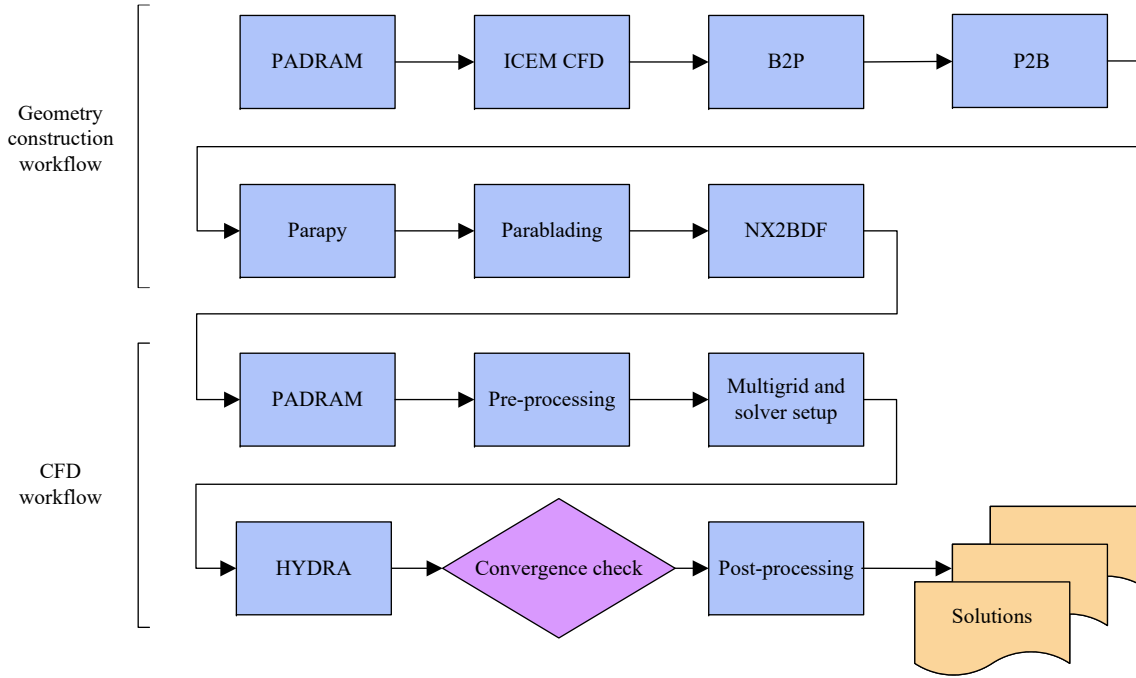 PADRAM
ICEM CFD
B2P
P2B
Geometry
construction
workflow
Parapy
Parablading
NX2BDF
PADRAM
Pre-processing
Multigrid and
solver setup
CFD
workflow
HYDRA
Convergence check
Post-processing
Solutions